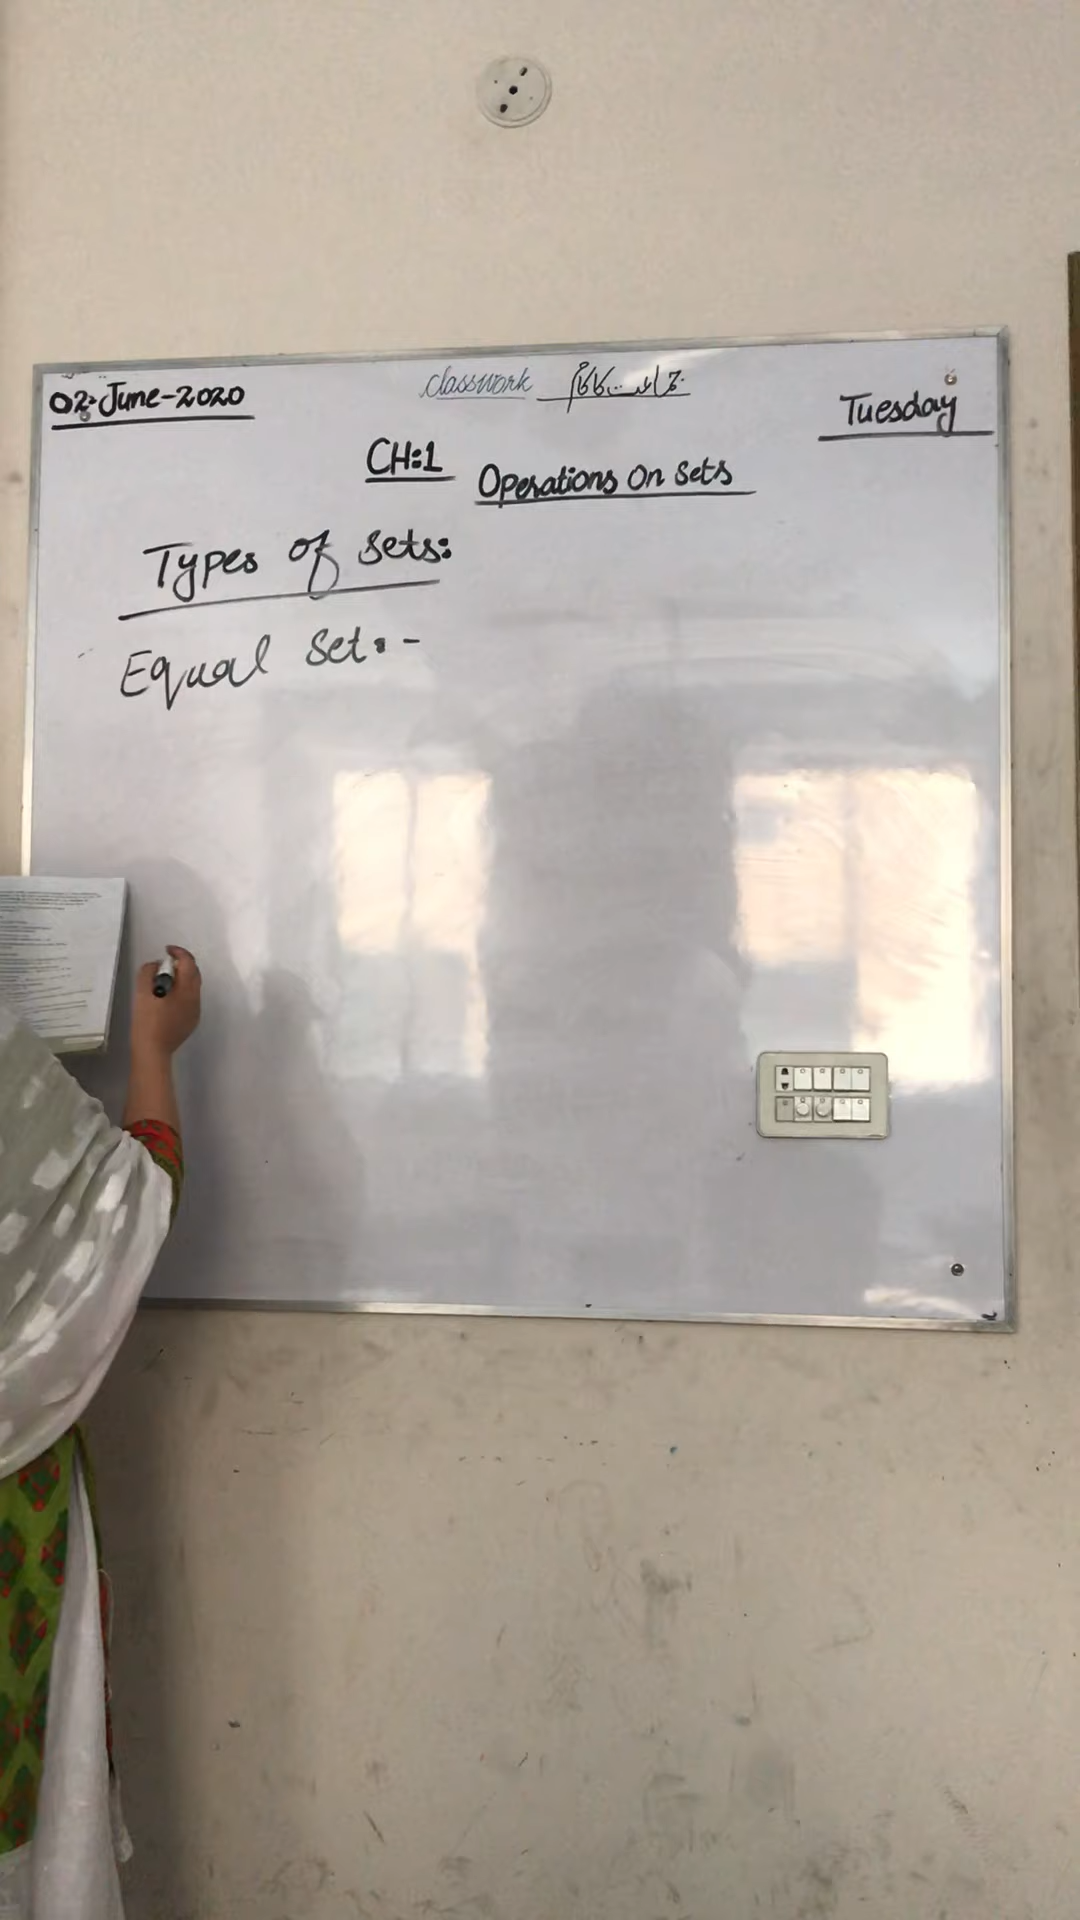 02-June-2020
classwork جماعت کا کام
Tuesday
CH:1 Operations On Sets
Types of Sets:
Equal Set:-